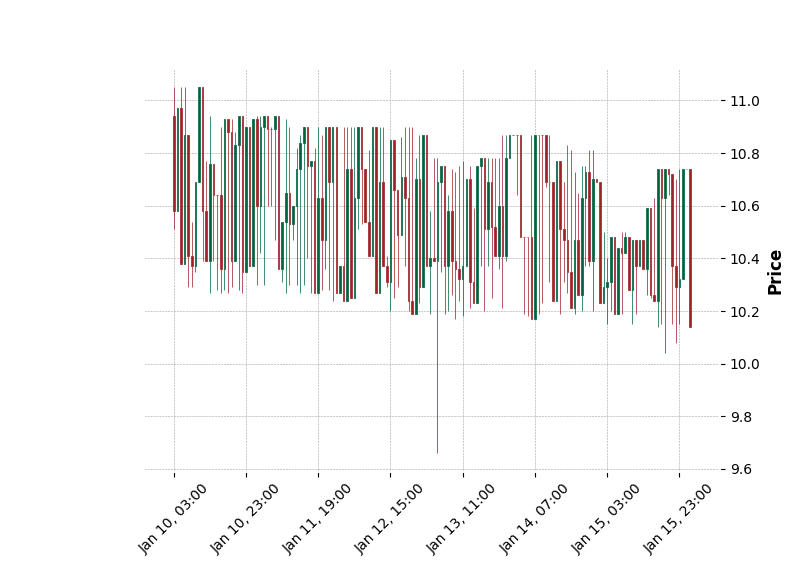 11.0
10.8
10.6
10.4
10.2
10.0
9.8
9.6
Price
Jan 10, 03:00
Jan 10, 23:00
Jan 11, 19:00
Jan 12, 15:00
Jan 13, 11:00
Jan 14, 07:00
Jan 15, 03:00
Jan 15, 23:00